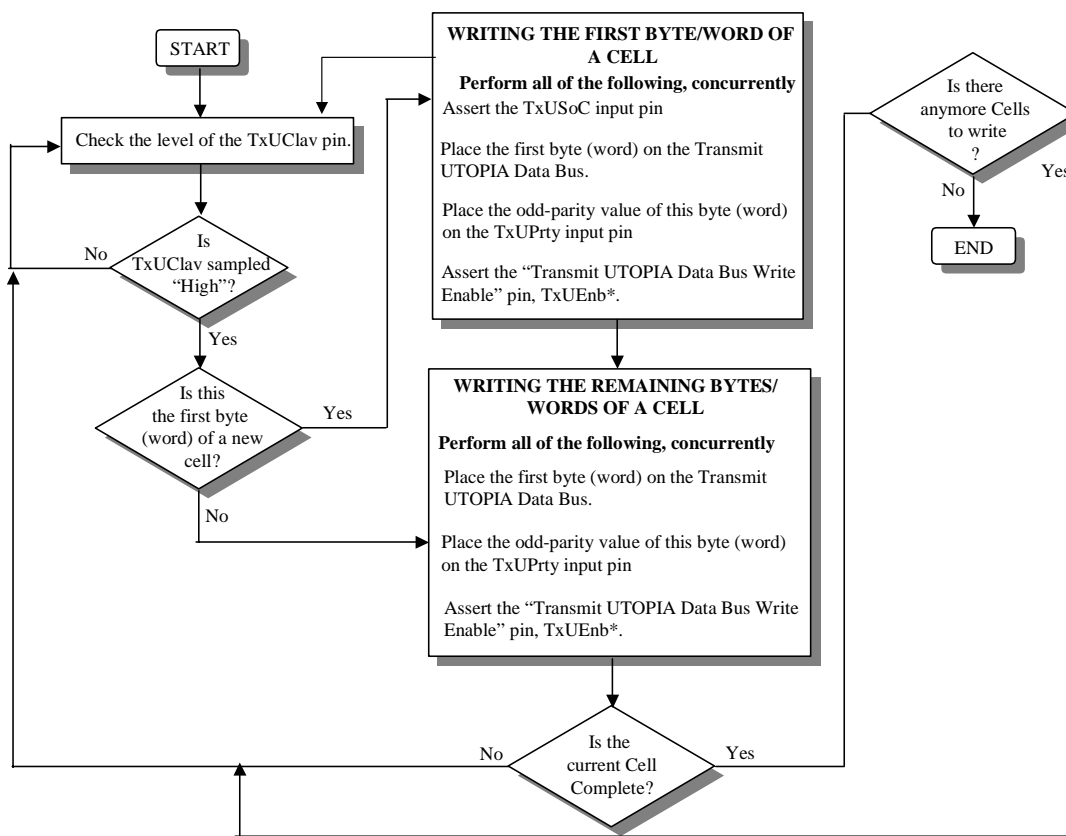 START
Check the level of the TxUClav pin.
Is
TxUClav sampled
“High”?
No
Yes
Is this
the first byte
(word) of a new
cell?
Yes
No
WRITING THE FIRST BYTE/WORD OF
A CELL
Perform all of the following, concurrently
Assert the TxUSoC input pin
Place the first byte (word) on the Transmit
UTOPIA Data Bus.
Place the odd-parity value of this byte (word)
on the TxUPrty input pin
Assert the “Transmit UTOPIA Data Bus Write
Enable” pin, TxUEnb*.
WRITING THE REMAINING BYTES/
WORDS OF A CELL
Perform all of the following, concurrently
Place the first byte (word) on the Transmit
UTOPIA Data Bus.
Place the odd-parity value of this byte (word)
on the TxUPrty input pin
Assert the “Transmit UTOPIA Data Bus Write
Enable” pin, TxUEnb*.
Is the
current Cell
Complete?
No
Yes
Is there
anymore Cells
to write
?
No
Yes
END